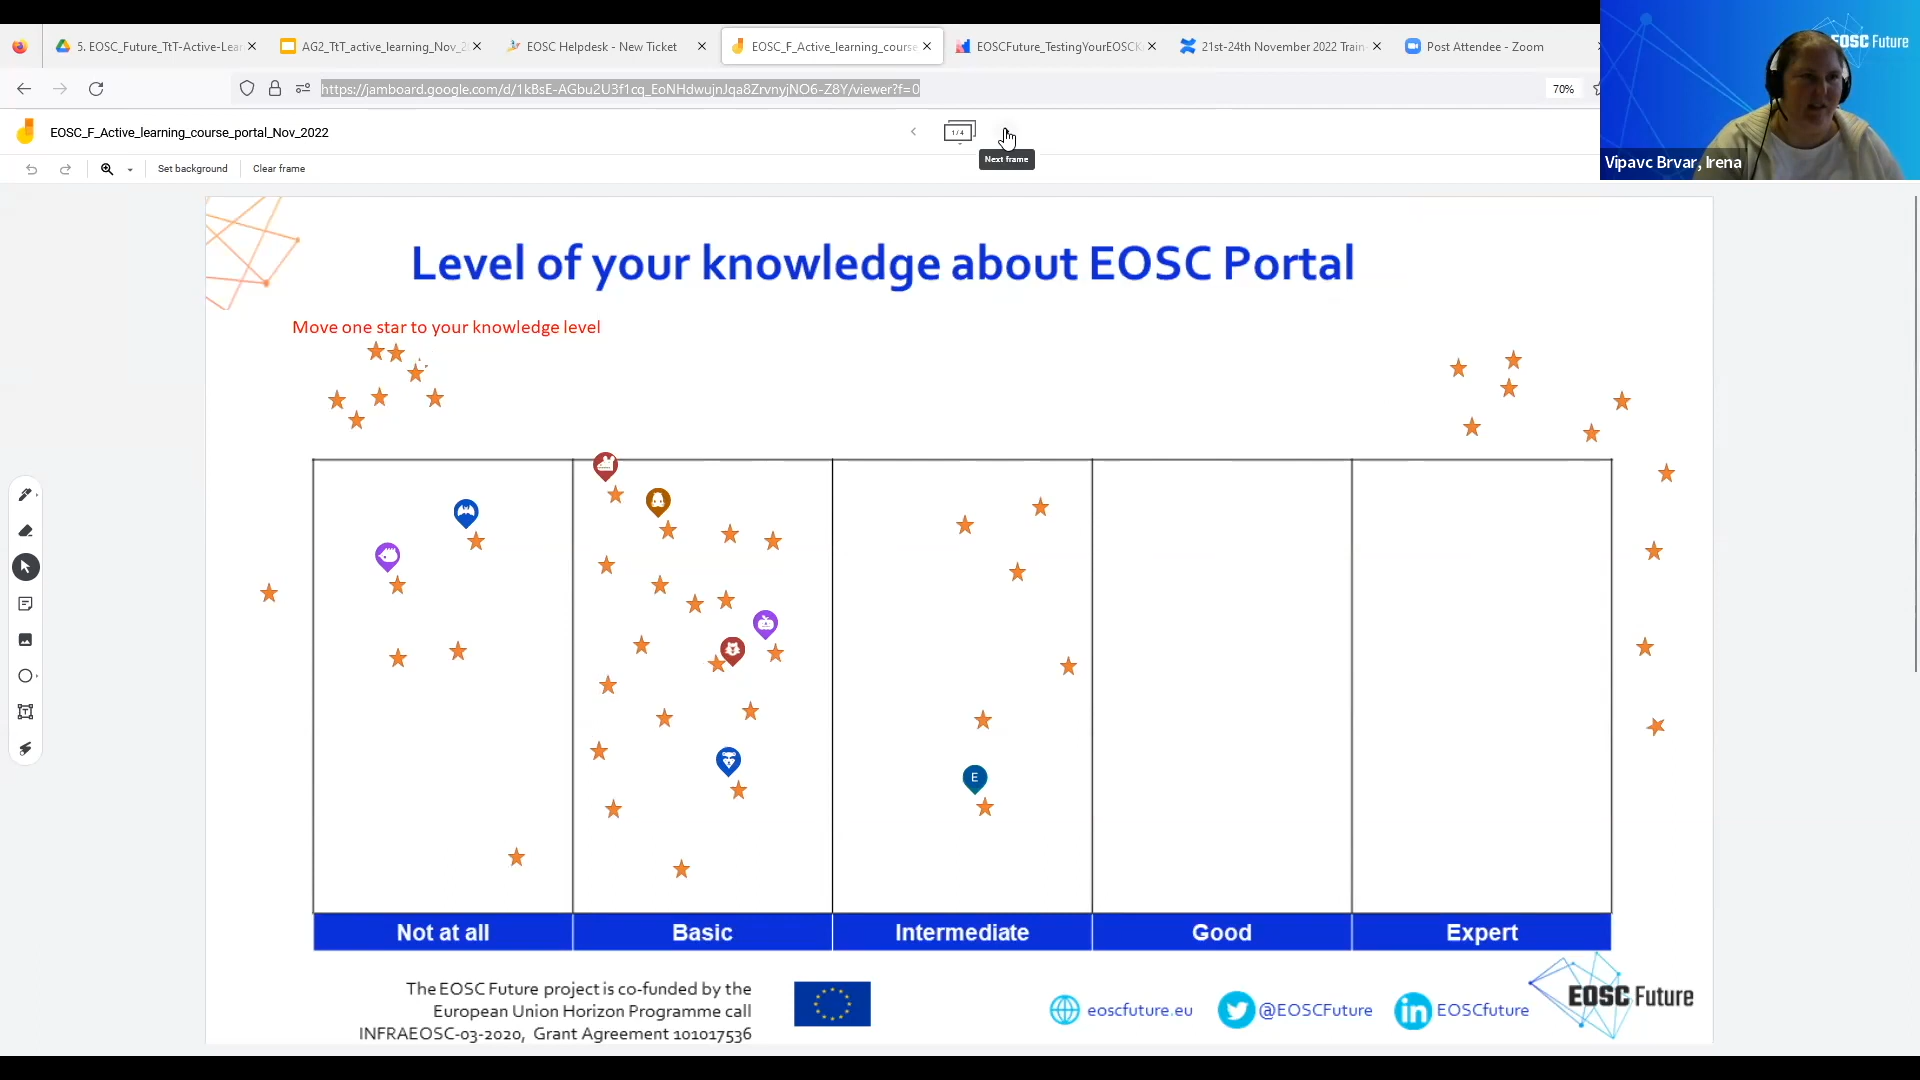 5. EOSC_Future_TtT-Active-Lea
AG2_TtT_active_learning_Nov_2
EOSC Helpdesk - New Ticket
EOSC_F_Active_learning_course
EOSCFuture_TestingYourEOSCK
21st-24th November 2022 Train
Post Attendee - Zoom
https://jamboard.google.com/d/1kBsE-AGbu2U3f1cq_EoNHdwujnJqa8ZrvnyjNO6-Z8Y/viewer?f=0
70%
EOSC Future
EOSC_F_Active_learning_course_portal_Nov_2022
1 / 4
Next frame
Vipavc Brvar, Irena
Set background
Clear frame
Level of your knowledge about EOSC Portal
Move one star to your knowledge level
E
Not at all
Basic
Intermediate
Good
Expert
The EOSC Future project is co-funded by the
European Union Horizon Programme call
INFRAEOSC-03-2020, Grant Agreement 101017536
eoscfuture.eu
@EOSCFuture
EOSCfuture
EOSC Future